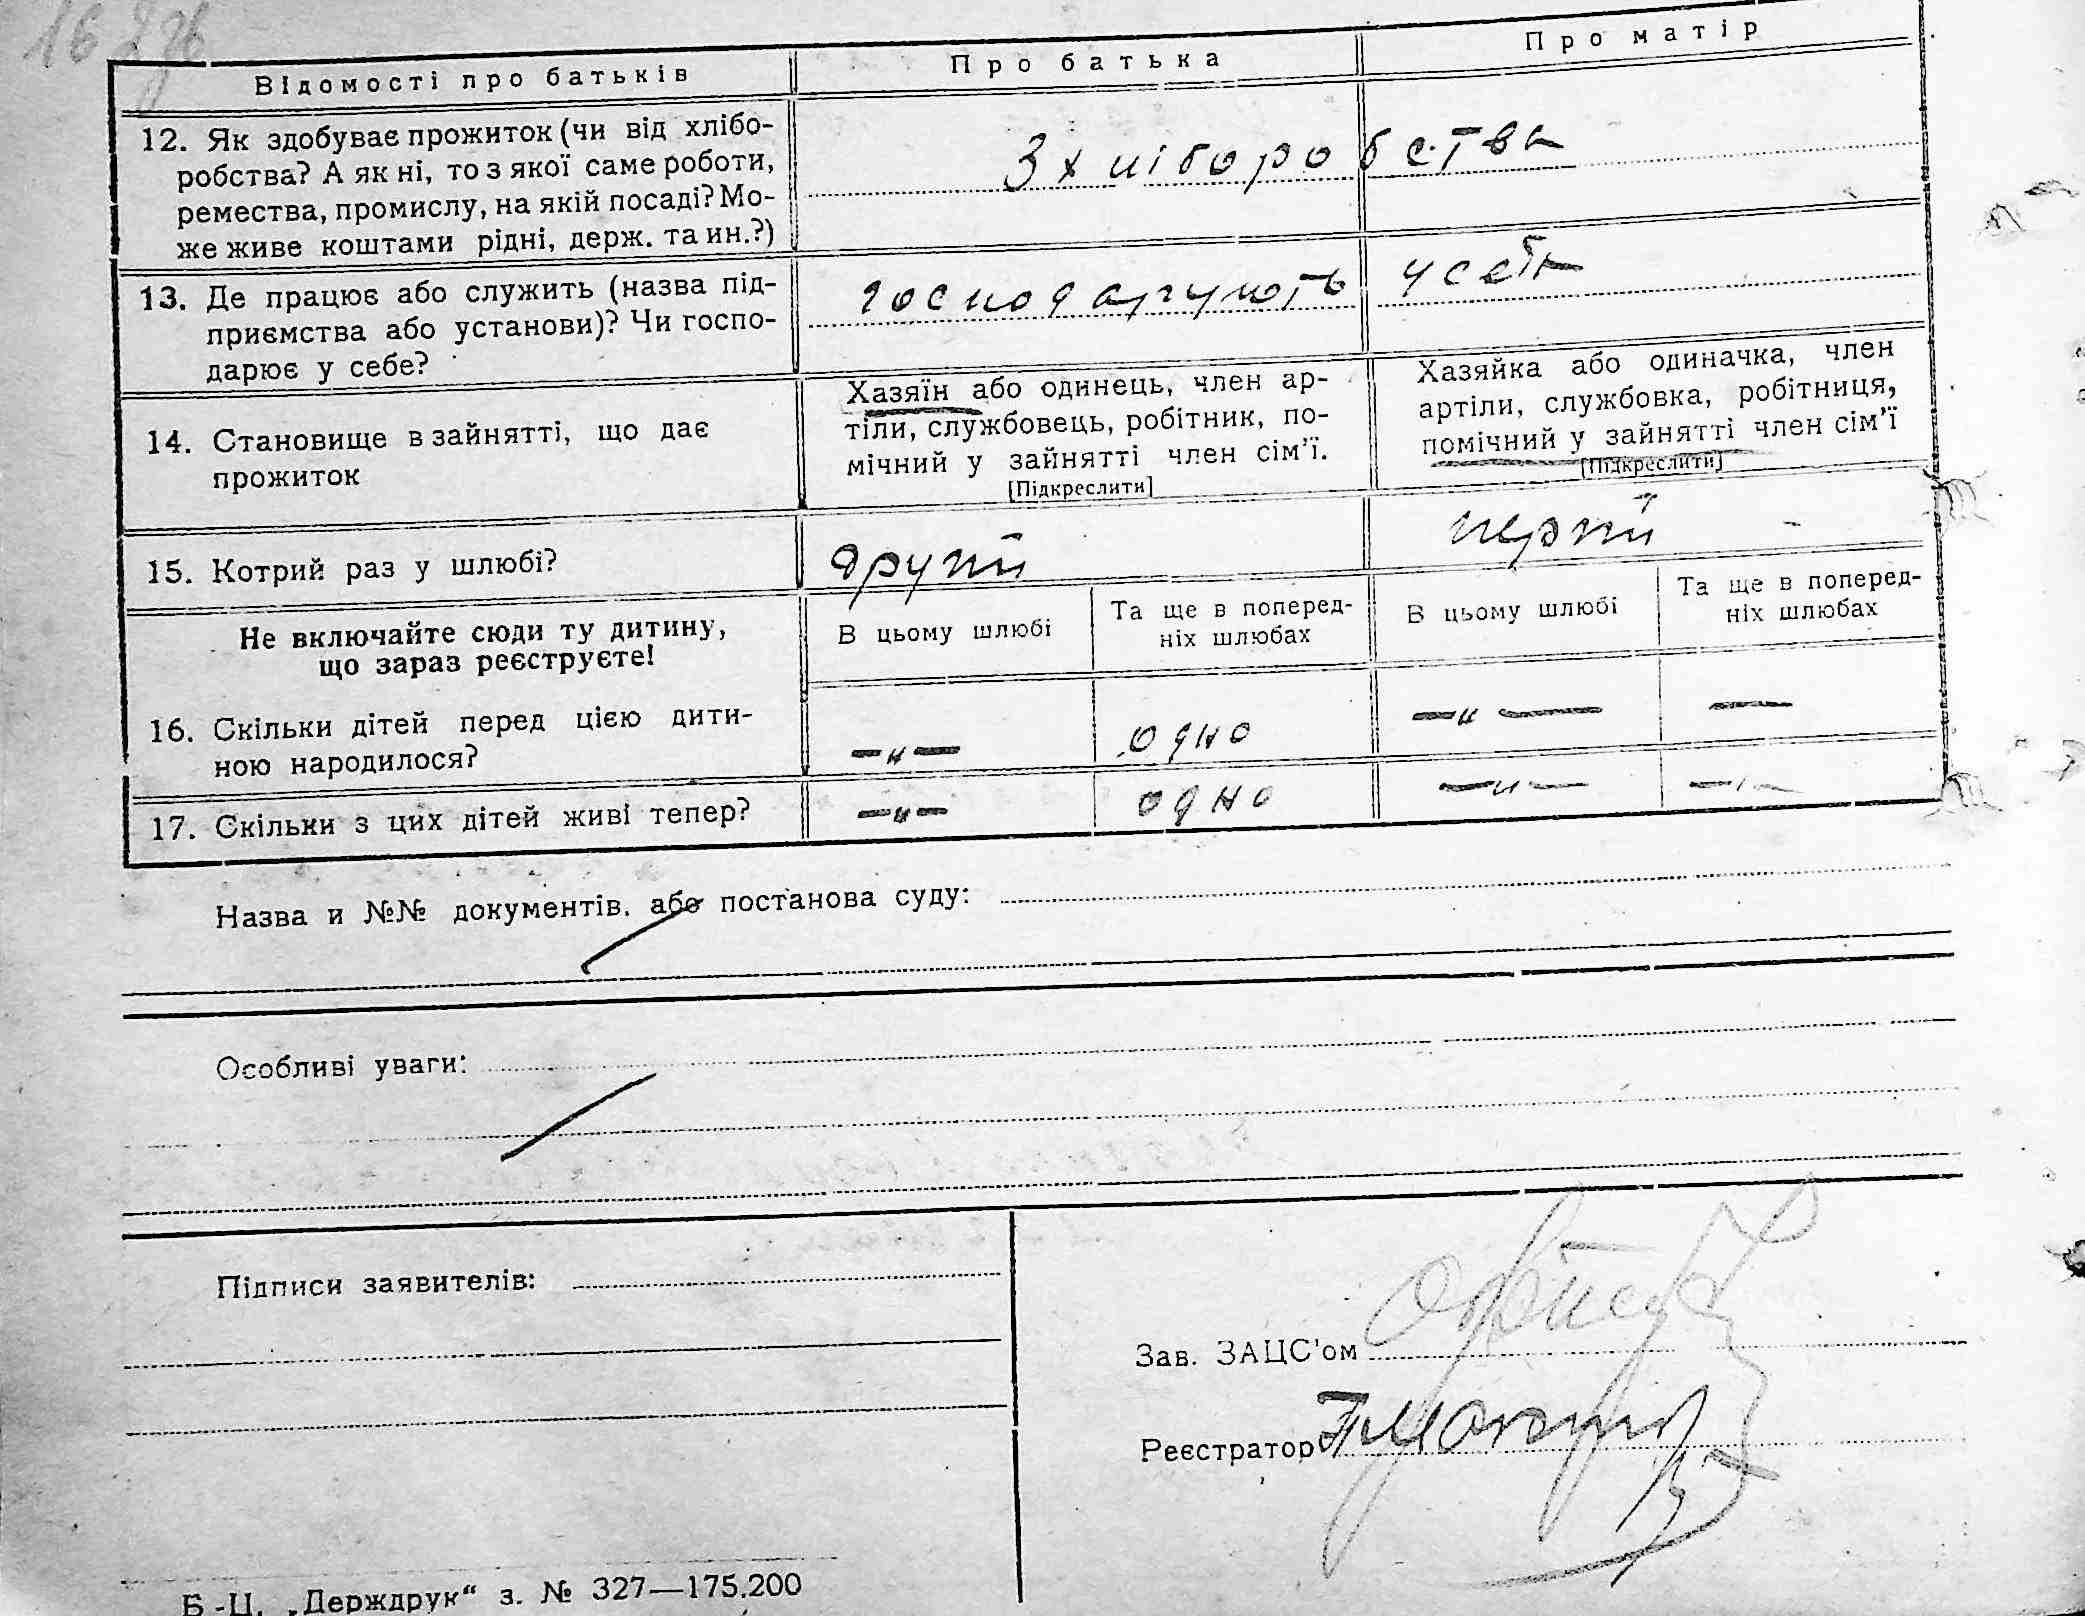 Відомості про батьків Про батька Про матір
12. Як здобуває прожиток (чи від хлібо-
робства? А як ні, то з якої саме роботи,
ремества, промислу, на якій посаді? Мо-
же живе коштами рідні, держ. та ин.?)
З хліборобства
13. Де працює або служить (назва під-
приємства або установи)? Чи госпо-
дарює у себе?
господарують у себе
14. Становище в зайнятті, що дає
прожиток
Хазяїн або одинець, член ар-
тіли, службовець, робітник, по-
мічний у зайнятті член сім'ї.
[Підкреслити]
Хазяйка або одиначка, член
артіли, службовка, робітниця,
помічний у зайнятті член сім'ї
[Підкреслити]
15. Котрий раз у шлюбі? другий перший
Не включайте сюди ту дитину,
що зараз реєструєте!
В цьому шлюбі
Та ще в поперед-
ніх шлюбах
В цьому шлюбі
Та ще в поперед-
ніх шлюбах
16. Скільки дітей перед цією дити-
ною народилося?
—„— одно —„— —
17. Скільки з цих дітей живі тепер? —„— одно —„— —„—
Назва и №№ документів. або постанова суду:
Особливі уваги:
Підписи заявителів:
Зав. ЗАЦС'ом
Реєстратор
Б.-Ц. „Держдрук" з. № 327—175.200